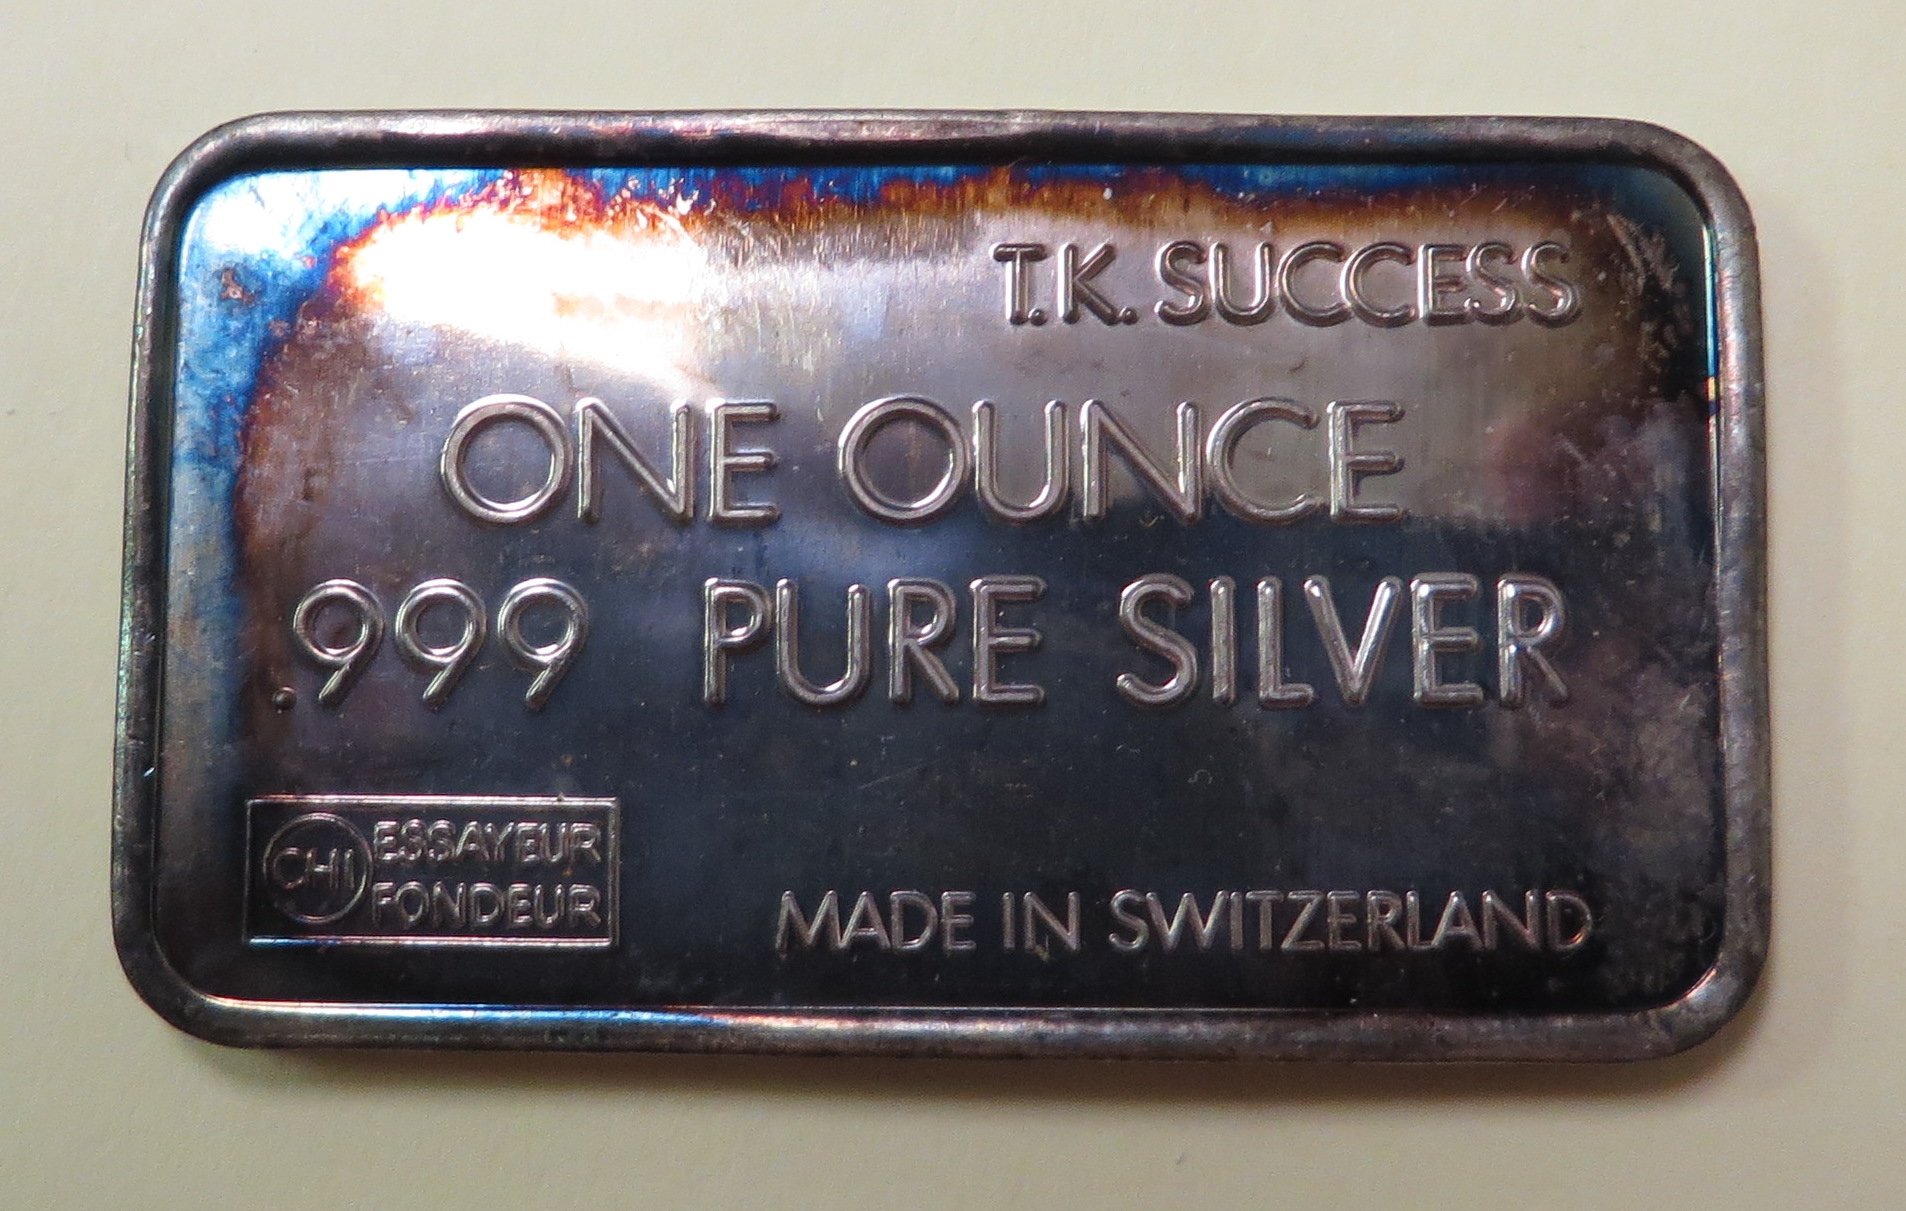 T.K. SUCCESS
ONE OUNCE
.999 PURE SILVER
CHI ESSAYEUR
FONDEUR
MADE IN SWITZERLAND